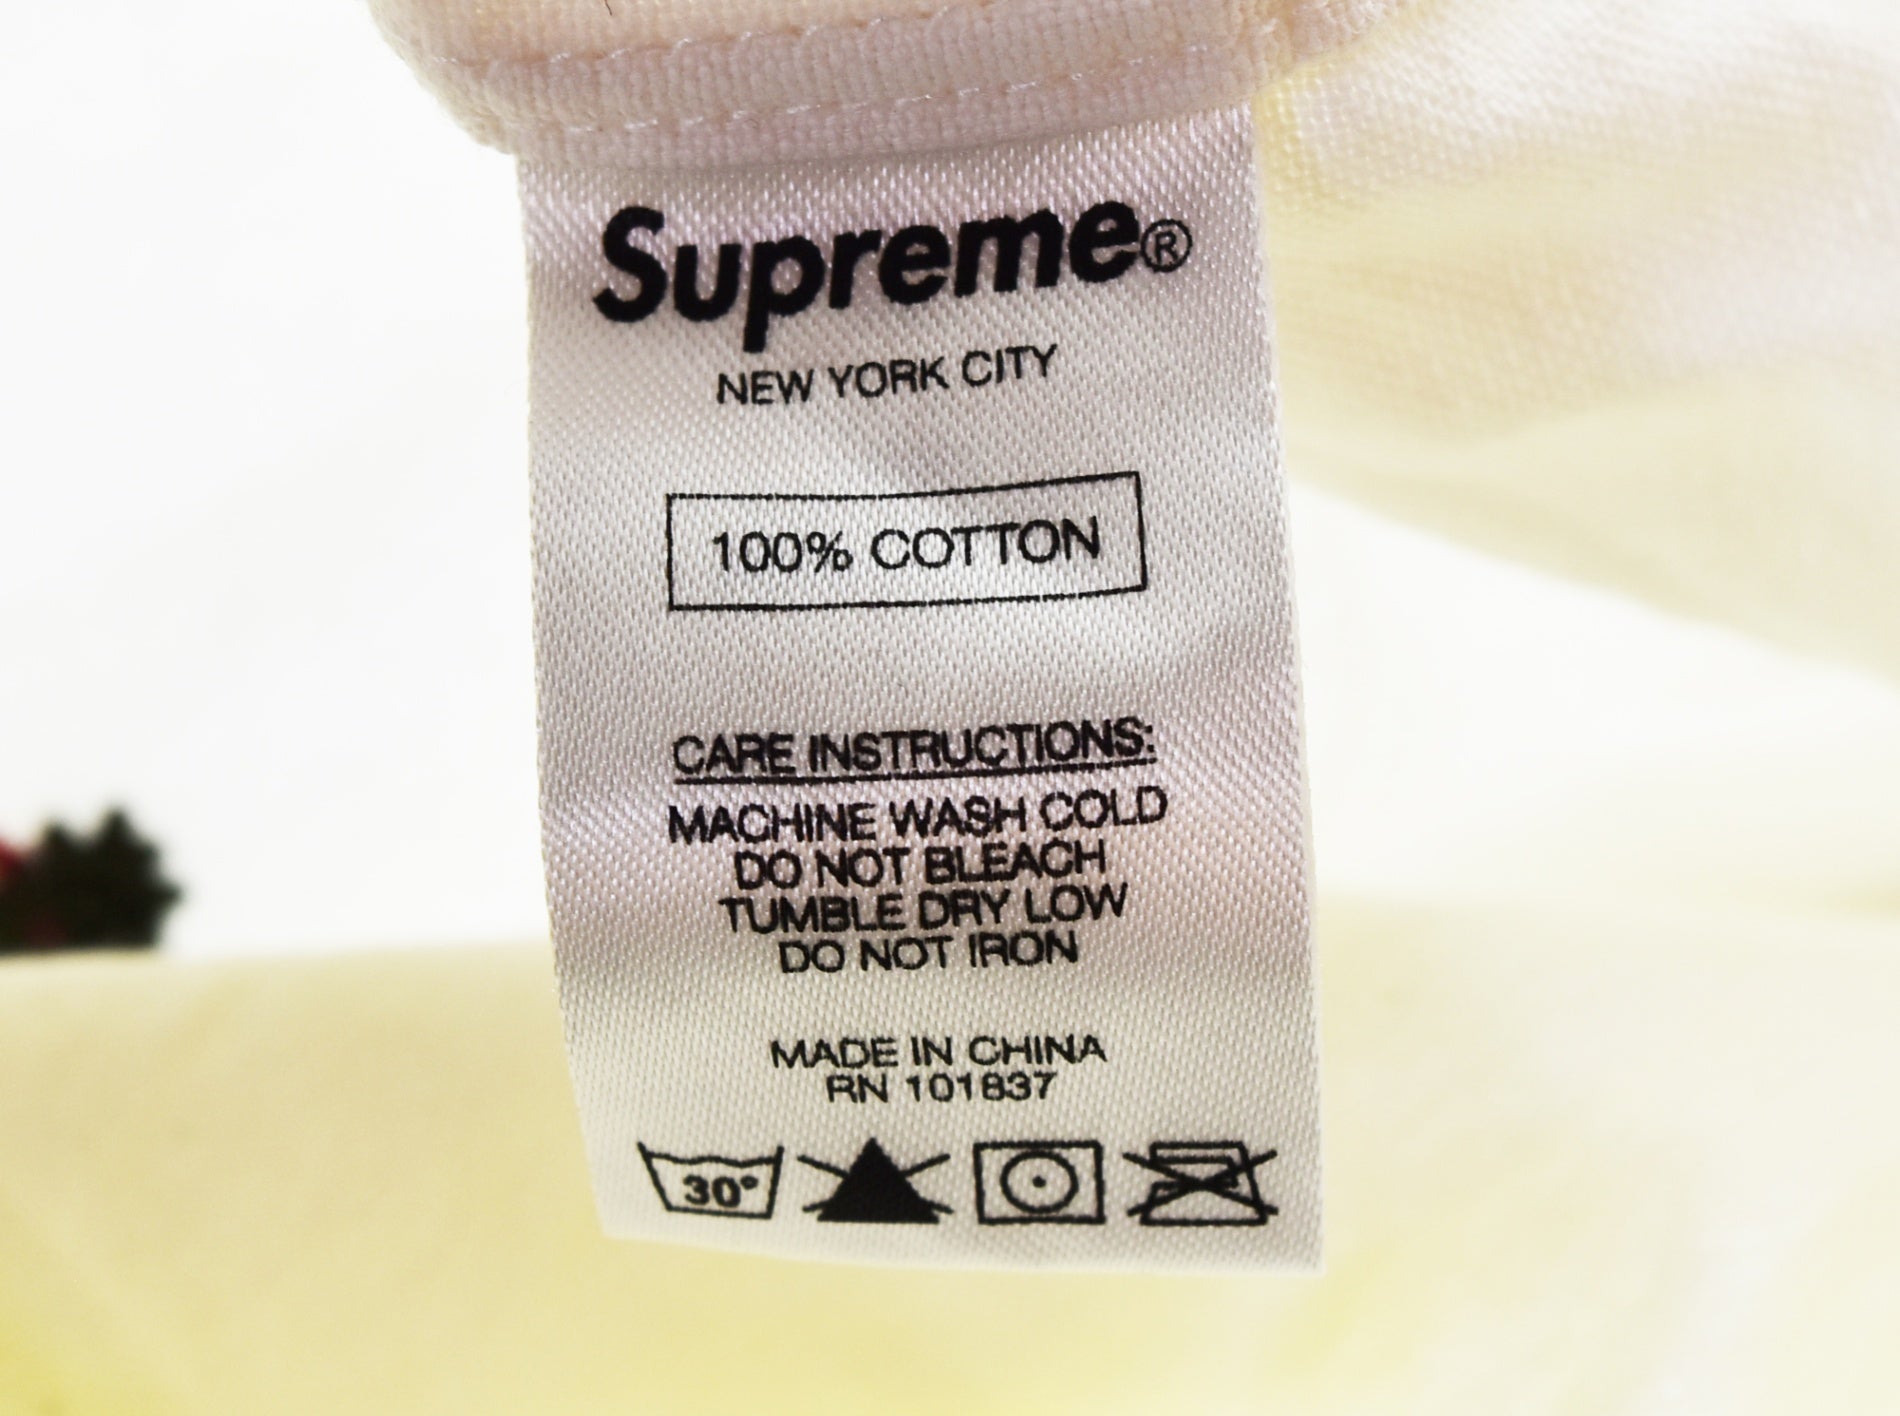 Supreme®
NEW YORK CITY
100% COTTON
CARE INSTRUCTIONS:
MACHINE WASH COLD
DO NOT BLEACH
TUMBLE DRY LOW
DO NOT IRON
MADE IN CHINA
RN 101837
30°